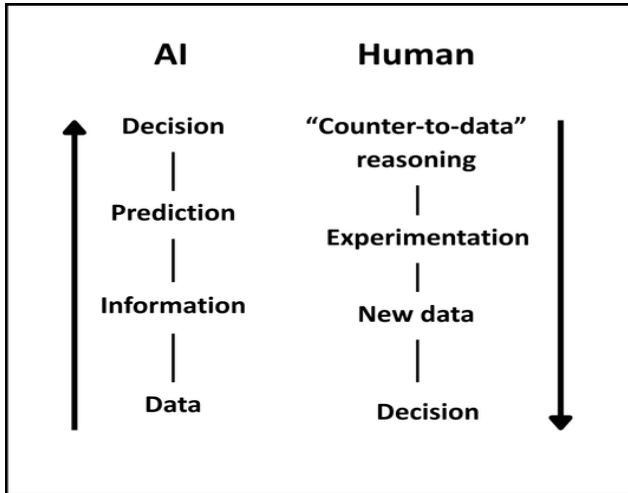 AI
Decision
Prediction
Information
Data
Human
“Counter-to-data”
reasoning
Experimentation
New data
Decision